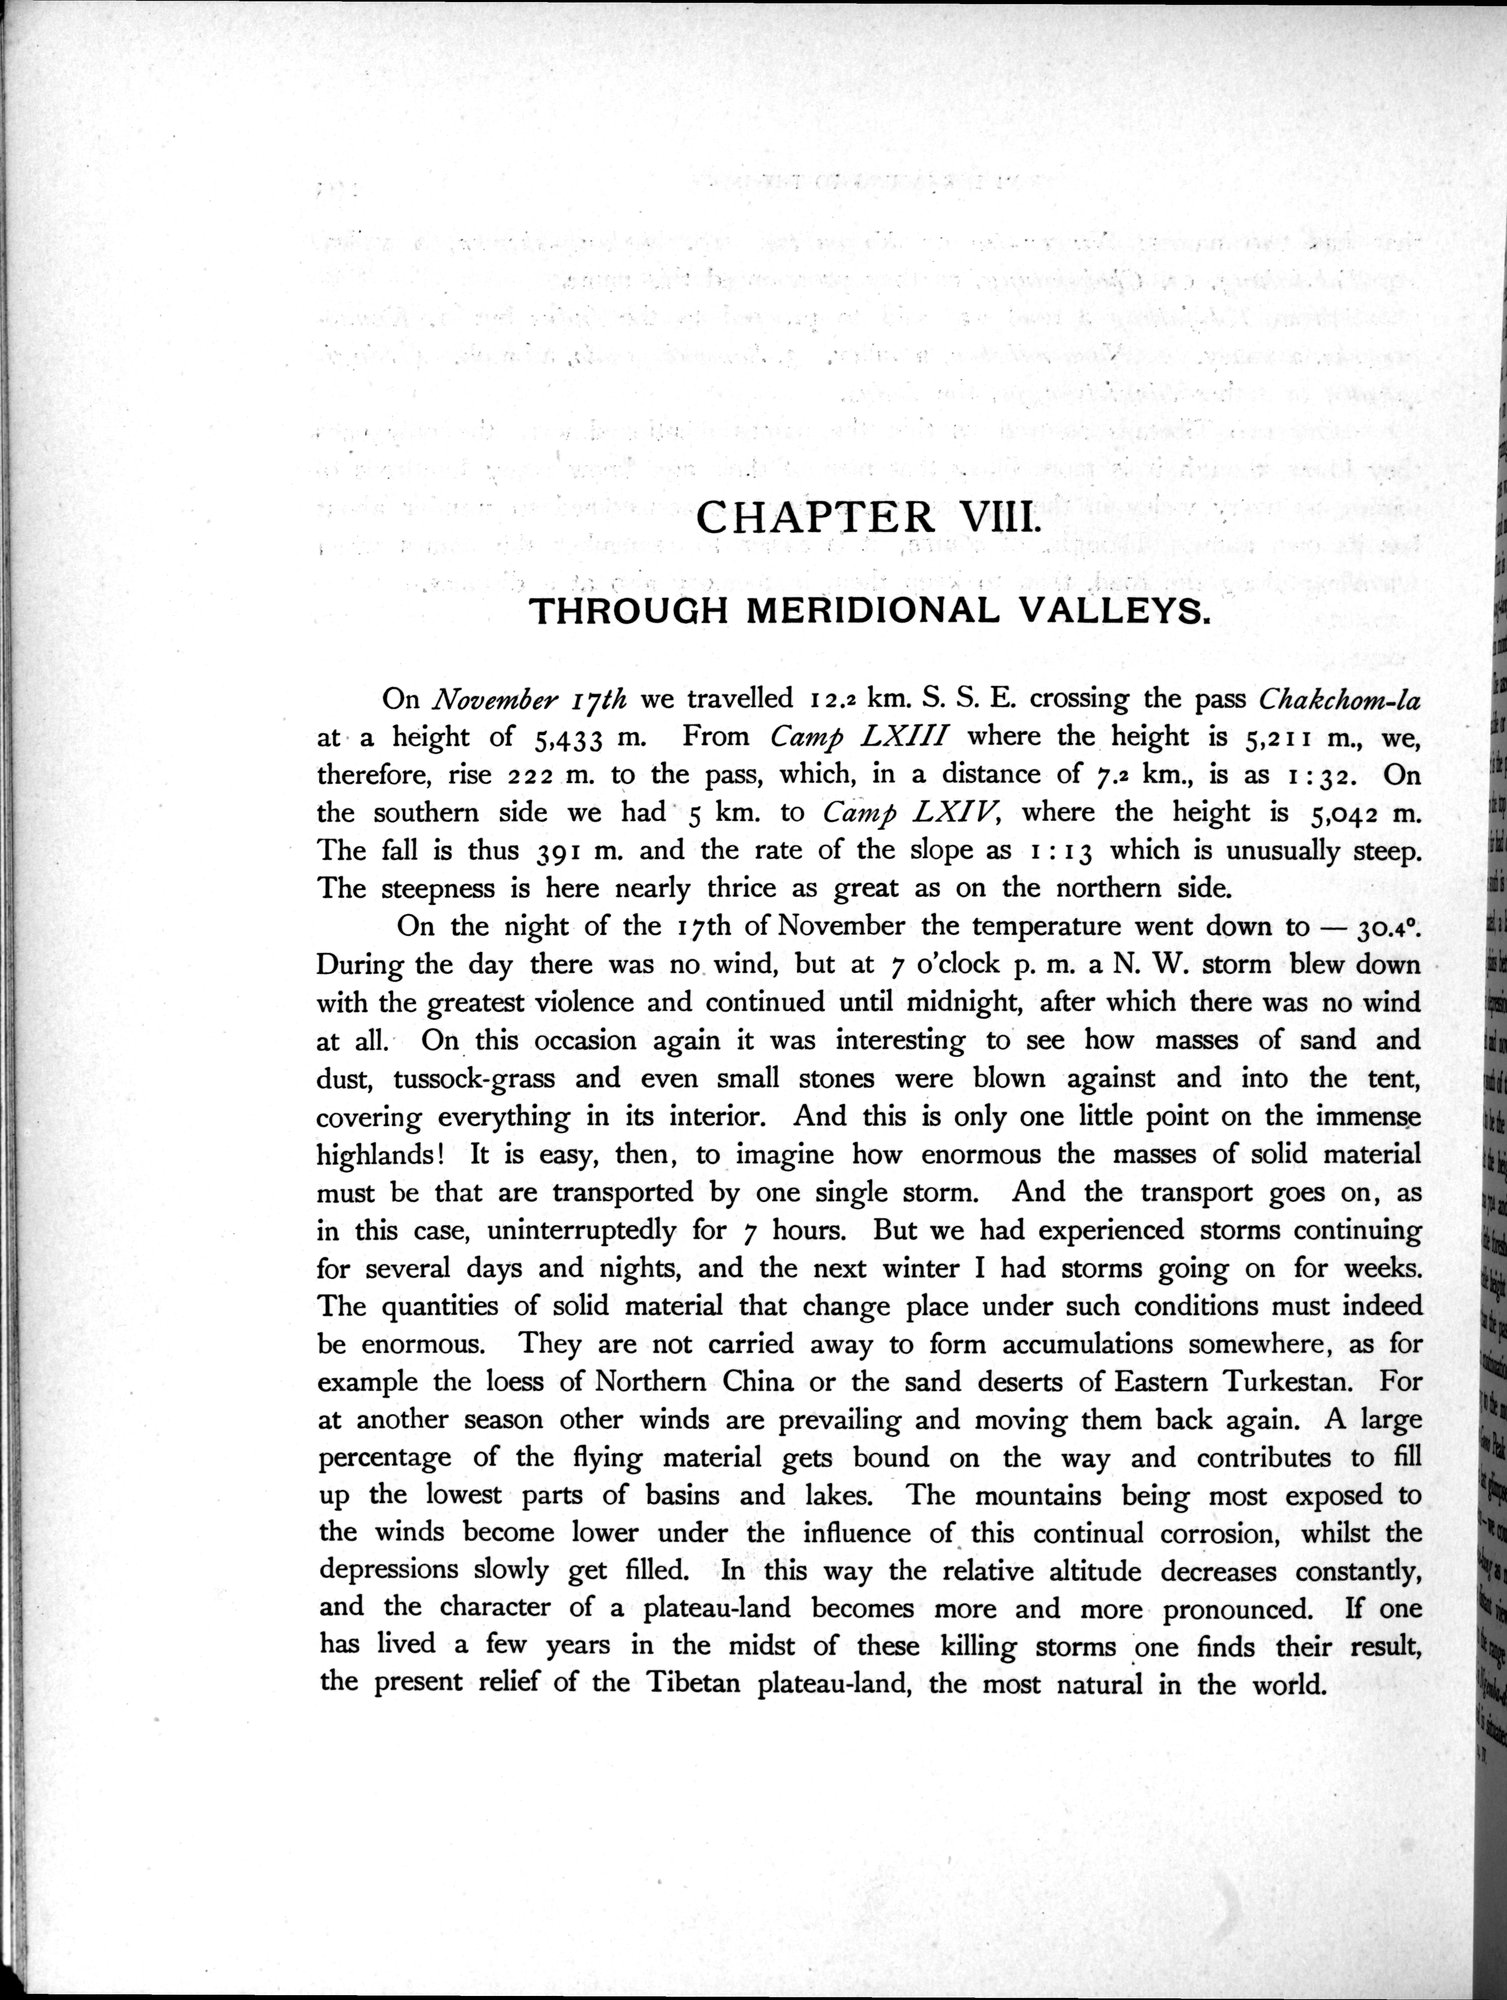 CHAPTER VIII.
THROUGH MERIDIONAL VALLEYS.
On November 17th we travelled 12.2 km. S. S. E. crossing the pass Chakchom-la
at a height of 5,433 m. From Camp LXIII where the height is 5,211 m., we,
therefore, rise 222 m. to the pass, which, in a distance of 7.2 km., is as 1 : 32. On
the southern side we had 5 km. to Camp LXIV, where the height is 5,042 m.
The fall is thus 391 m. and the rate of the slope as 1 : 13 which is unusually steep.
The steepness is here nearly thrice as great as on the northern side.
On the night of the 17th of November the temperature went down to — 30.4°.
During the day there was no wind, but at 7 o'clock p. m. a N. W. storm blew down
with the greatest violence and continued until midnight, after which there was no wind
at all. On this occasion again it was interesting to see how masses of sand and
dust, tussock-grass and even small stones were blown against and into the tent,
covering everything in its interior. And this is only one little point on the immense
highlands! It is easy, then, to imagine how enormous the masses of solid material
must be that are transported by one single storm. And the transport goes on, as
in this case, uninterruptedly for 7 hours. But we had experienced storms continuing
for several days and nights, and the next winter I had storms going on for weeks.
The quantities of solid material that change place under such conditions must indeed
be enormous. They are not carried away to form accumulations somewhere, as for
example the loess of Northern China or the sand deserts of Eastern Turkestan. For
at another season other winds are prevailing and moving them back again. A large
percentage of the flying material gets bound on the way and contributes to fill
up the lowest parts of basins and lakes. The mountains being most exposed to
the winds become lower under the influence of this continual corrosion, whilst the
depressions slowly get filled. In this way the relative altitude decreases constantly,
and the character of a plateau-land becomes more and more pronounced. If one
has lived a few years in the midst of these killing storms one finds their result,
the present relief of the Tibetan plateau-land, the most natural in the world.